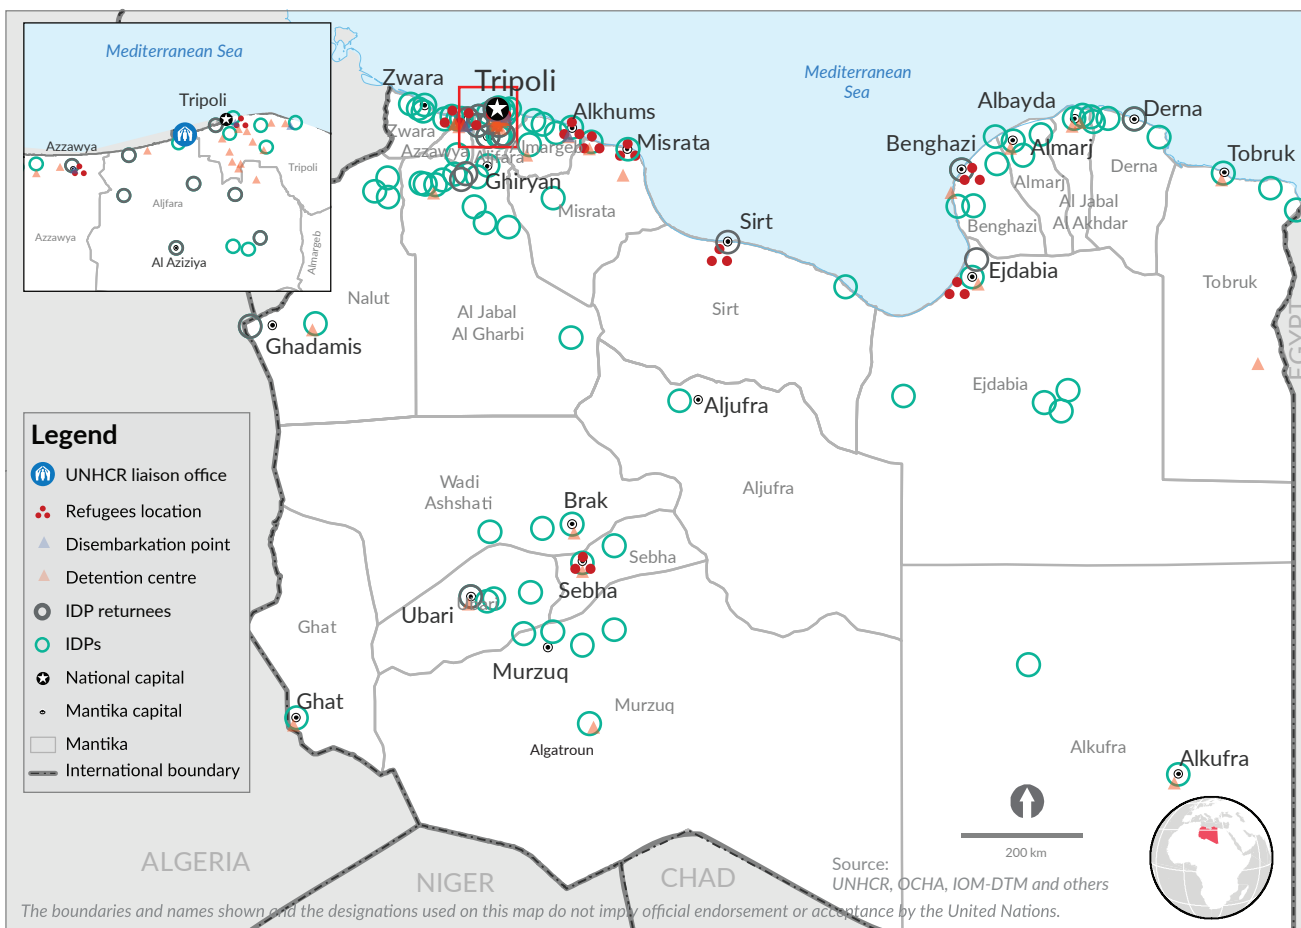 Mediterranean Sea
Tripoli
Azzawya
Tripoli
Aljfara
Azzawya
Almargeb
Al Aziziya
Mediterranean
Sea
Zwara
Tripoli
Alkhums
Misrata
Zwara
Azzawya
Aljfara
Almargeb
Ghiryan
Misrata
Albayda
Derna
Benghazi
Almarj
Tobruk
Derna
Almarj
Al Jabal
Al Akhdar
Benghazi
Sirt
Ejdabia
Tobruk
Nalut
Al Jabal
Al Gharbi
Sirt
EGYPT
Ghadamis
Ejdabia
Aljufra
Legend
UNHCR liaison office
Refugees location
Disembarkation point
Detention centre
IDP returnees
IDPs
National capital
Mantika capital
Mantika
International boundary
Wadi
Ashshati
Brak
Aljufra
Sebha
Sebha
Ubari
Ubari
Ghat
Murzuq
Ghat
Murzuq
Algatroun
Alkufra
Alkufra
200 km
ALGERIA
NIGER
CHAD
Source:
UNHCR, OCHA, IOM-DTM and others
The boundaries and names shown and the designations used on this map do not imply official endorsement or acceptance by the United Nations.